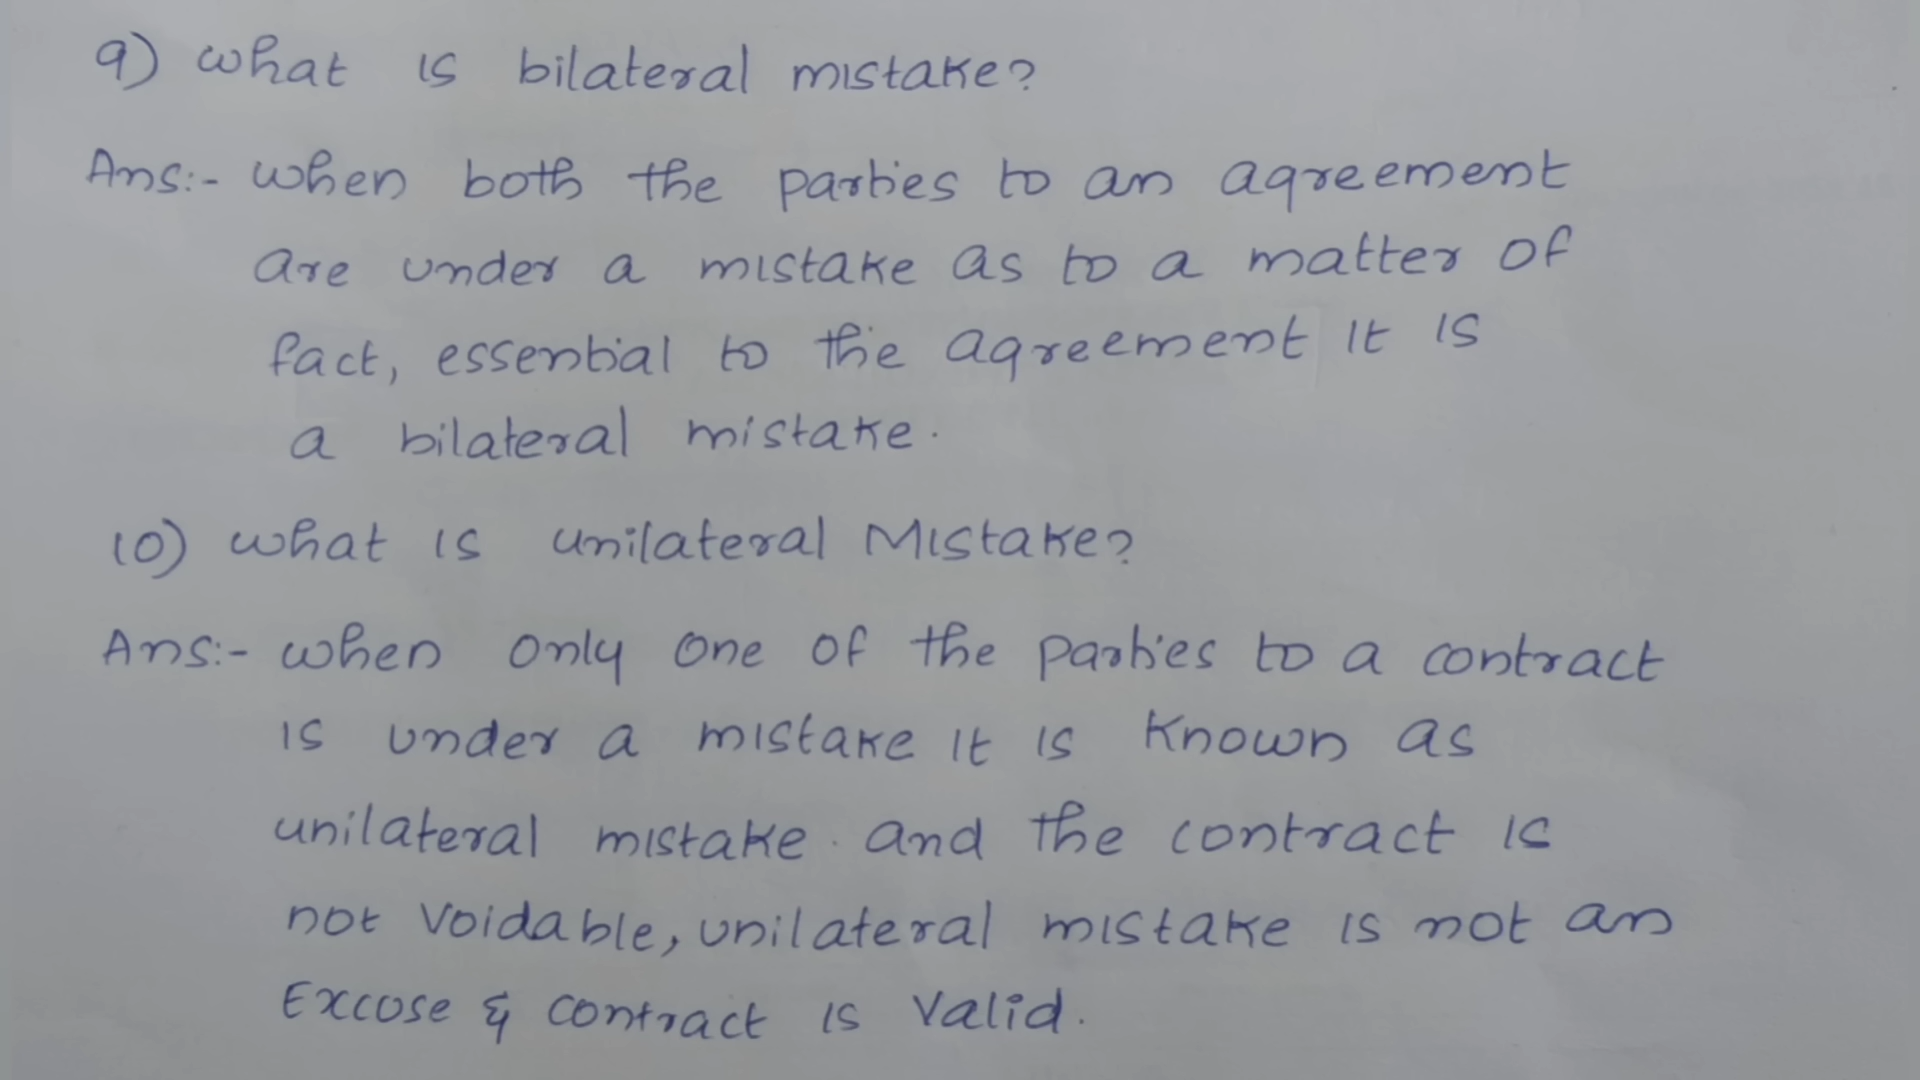 9) What is bilateral mistake?
Ans:- When both the parties to an agreement
are under a mistake as to a matter of
fact, essential to the agreement it is
a bilateral mistake.
10) What is unilateral Mistake?
Ans:- When only one of the parties to a contract
is under a mistake it is known as
unilateral mistake. and the contract is
not voidable, unilateral mistake is not an
Excuse & contract is valid.